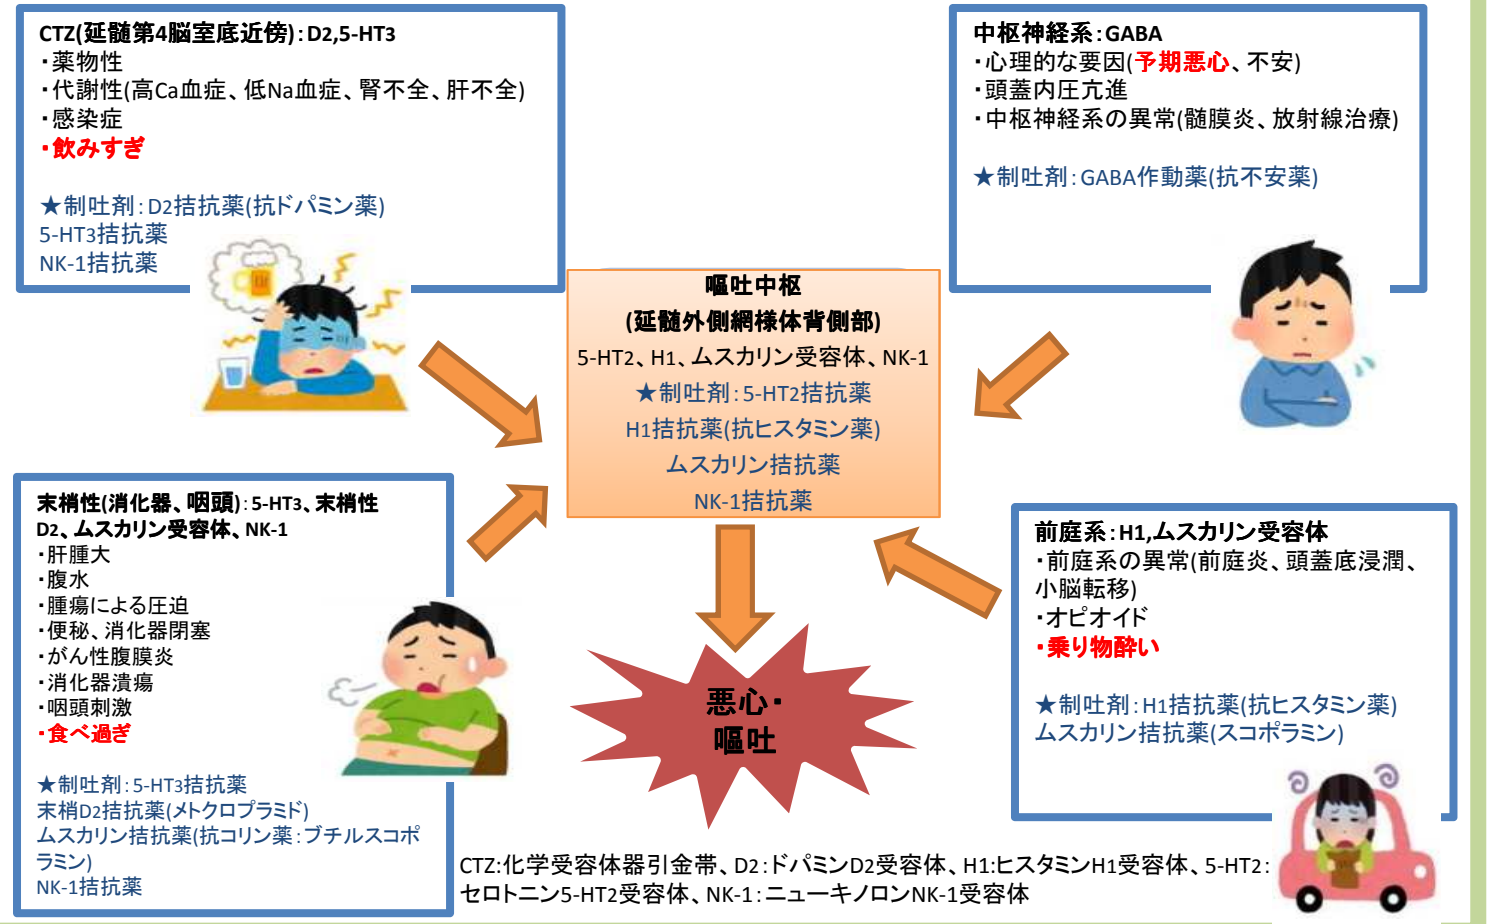 CTZ(延髄第4脳室底近傍):D2,5-HT3
・薬物性
・代謝性(高Ca血症、低Na血症、腎不全、肝不全)
・感染症
・飲みすぎ
★制吐剤:D2拮抗薬(抗ドパミン薬)
5-HT3拮抗薬
NK-1拮抗薬
中枢神経系:GABA
・心理的な要因(予期悪心、不安)
・頭蓋内圧亢進
・中枢神経系の異常(髄膜炎、放射線治療)
★制吐剤:GABA作動薬(抗不安薬)
嘔吐中枢
(延髄外側網様体背側部)
5-HT2、H1、ムスカリン受容体、NK-1
★制吐剤:5-HT2拮抗薬
H1拮抗薬(抗ヒスタミン薬)
ムスカリン拮抗薬
NK-1拮抗薬
末梢性(消化器、咽頭):5-HT3、末梢性
D2、ムスカリン受容体、NK-1
・肝腫大
・腹水
・腫瘍による圧迫
・便秘、消化器閉塞
・がん性腹膜炎
・消化器潰瘍
・咽頭刺激
・食べ過ぎ
★制吐剤:5-HT3拮抗薬
末梢D2拮抗薬(メトクロプラミド)
ムスカリン拮抗薬(抗コリン薬:ブチルスコポ
ラミン)
NK-1拮抗薬
前庭系:H1,ムスカリン受容体
・前庭系の異常(前庭炎、頭蓋底浸潤、
小脳転移)
・オピオイド
・乗り物酔い
★制吐剤:H1拮抗薬(抗ヒスタミン薬)
ムスカリン拮抗薬(スコポラミン)
悪心・
嘔吐
CTZ:化学受容体器引金帯、D2:ドパミンD2受容体、H1:ヒスタミンH1受容体、5-HT2:
セロトニン5-HT2受容体、NK-1:ニューキノロンNK-1受容体